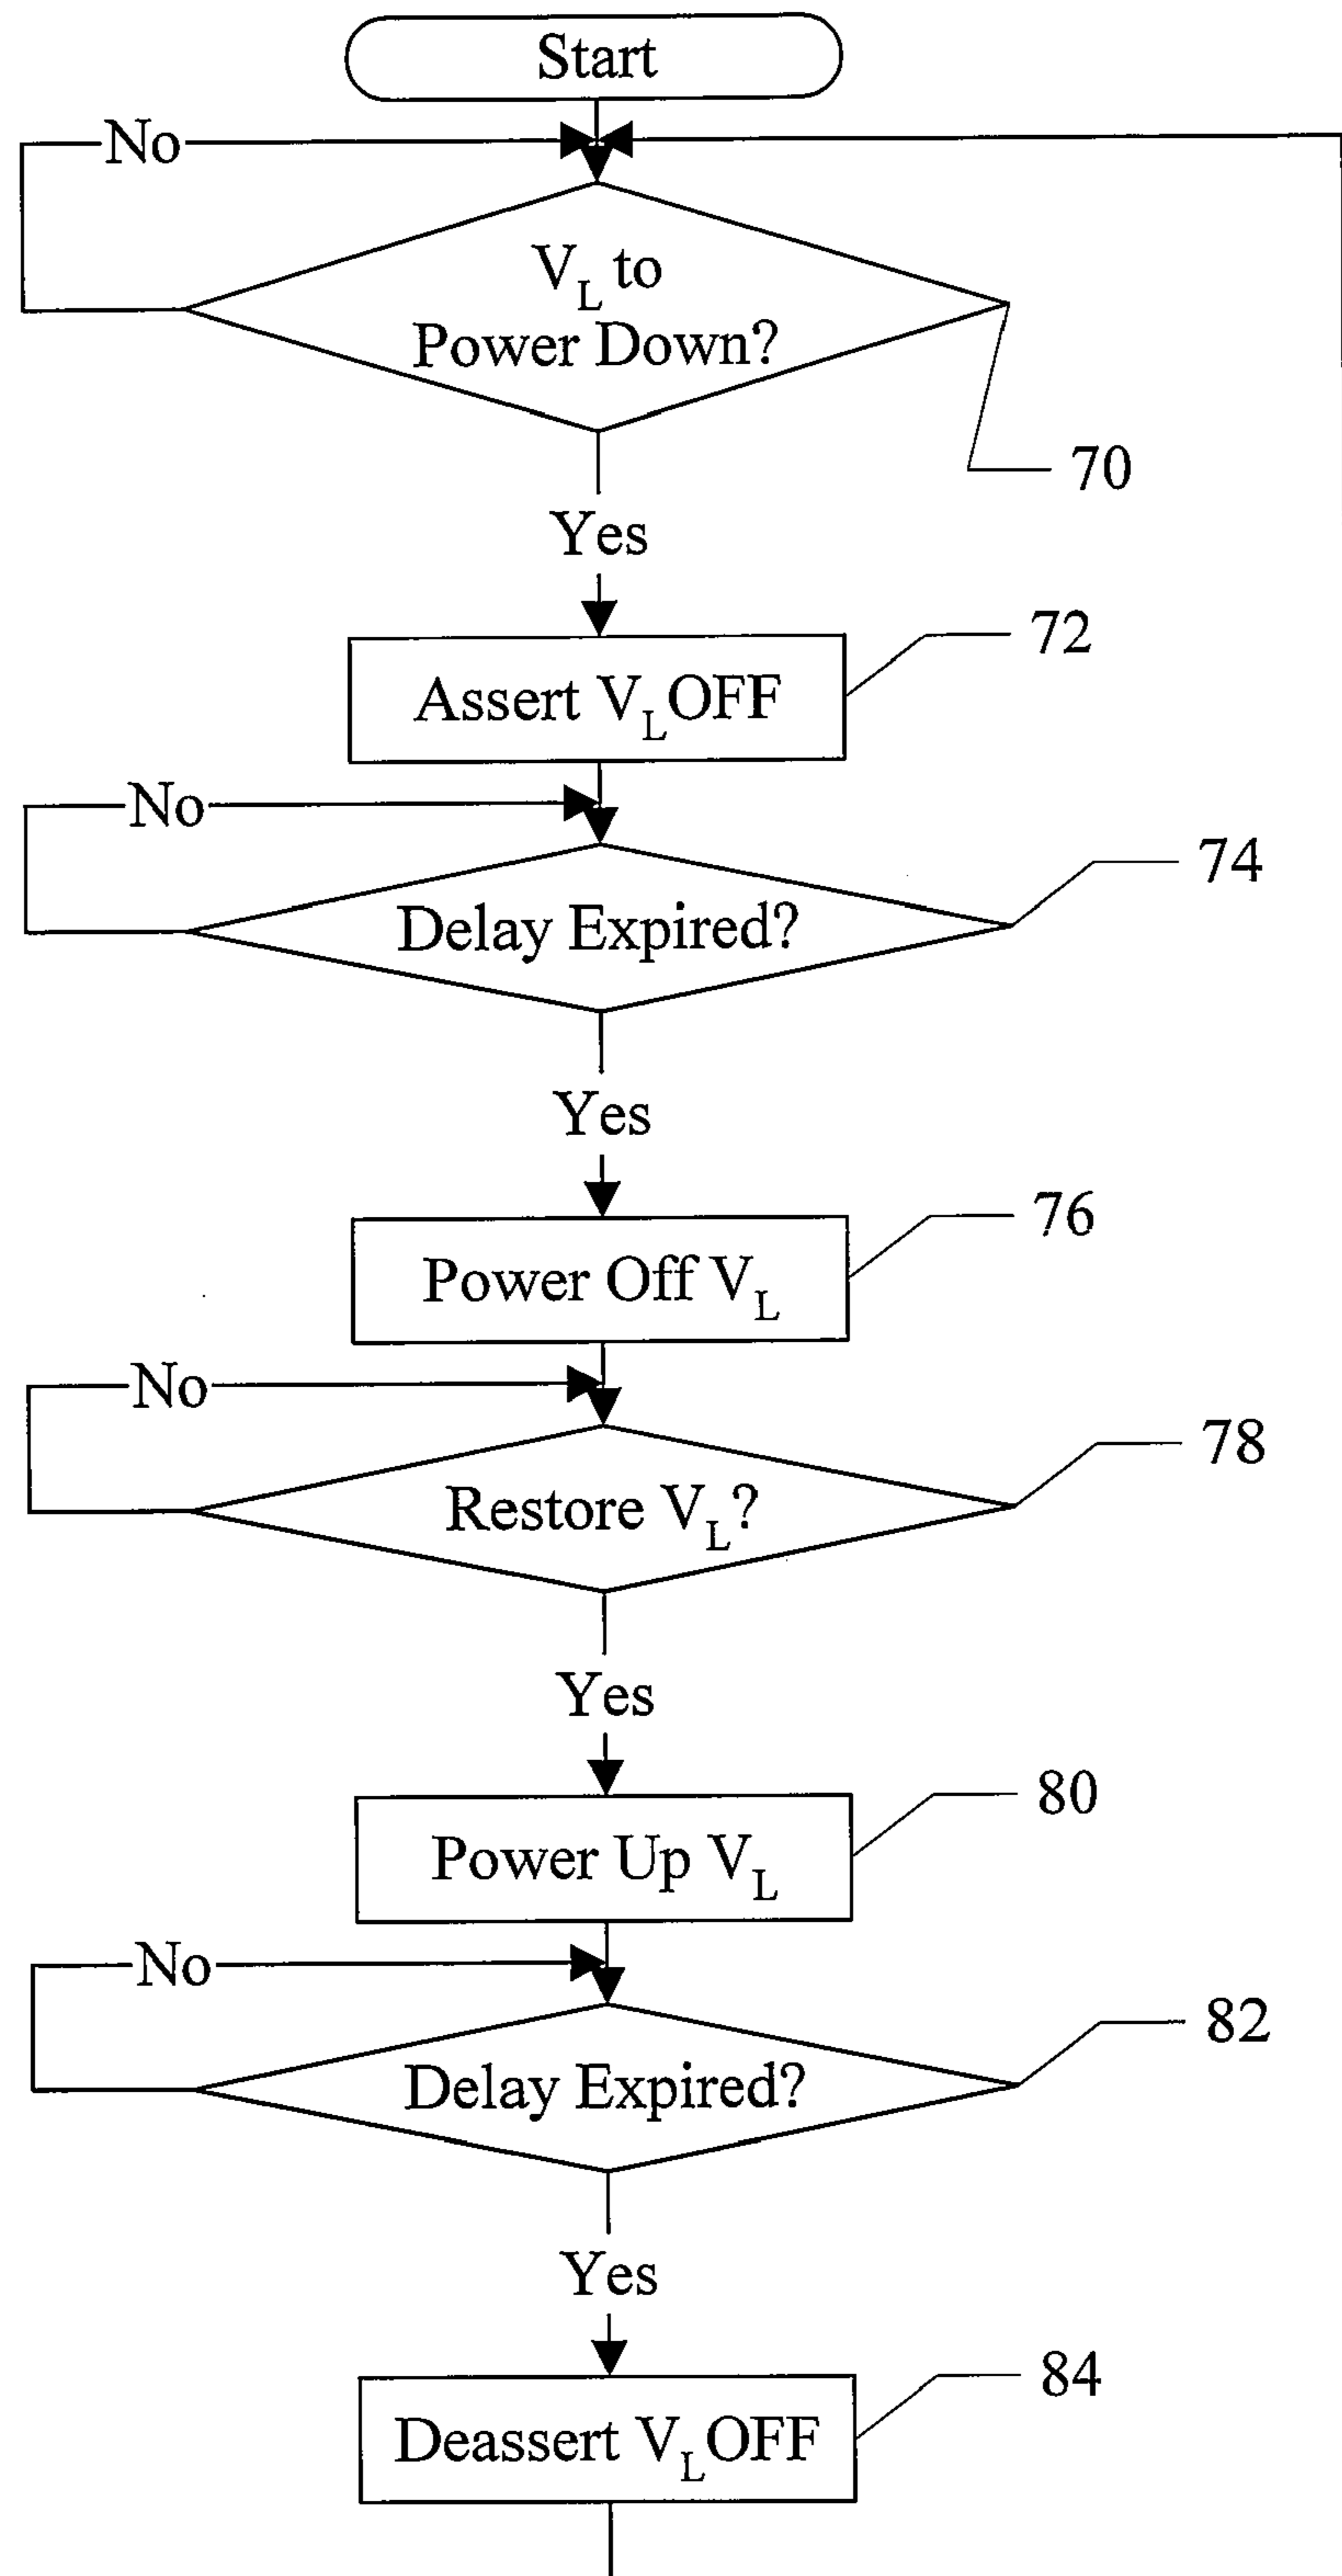 Start
No
V_L to
Power Down?
70
Yes
72
Assert V_LOFF
No
74
Delay Expired?
Yes
76
Power Off V_L
No
78
Restore V_L?
Yes
80
Power Up V_L
No
82
Delay Expired?
Yes
84
Deassert V_LOFF